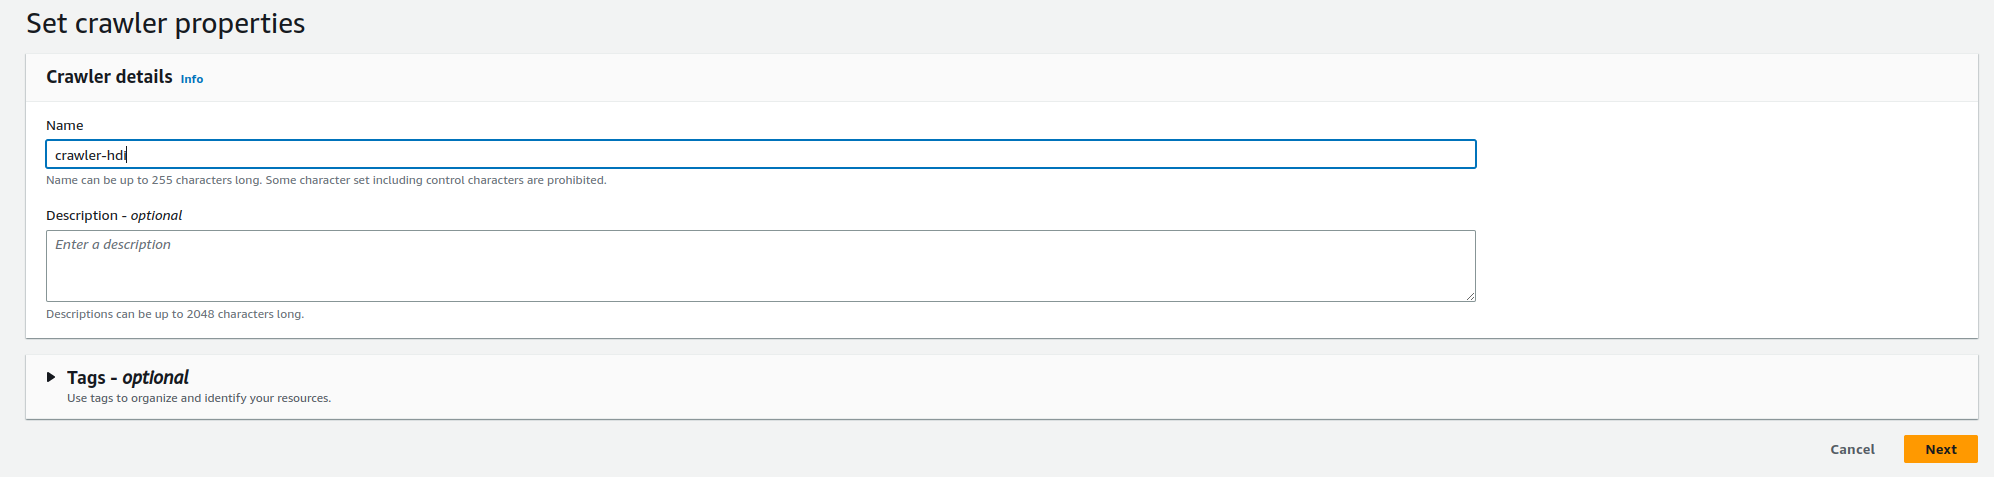 Set crawler properties
Crawler details Info
Name
crawler-hdi
Name can be up to 255 characters long. Some character set including control characters are prohibited.
Description - optional
Enter a description
Descriptions can be up to 2048 characters long.
Tags - optional
Use tags to organize and identify your resources.
Cancel Next